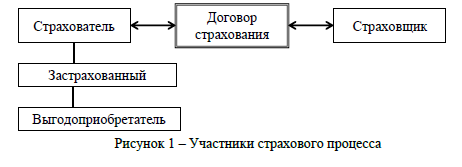 Страхователь
Договор
страхования
Страховщик
Застрахованный
Выгодоприобретатель
Рисунок 1 – Участники страхового процесса